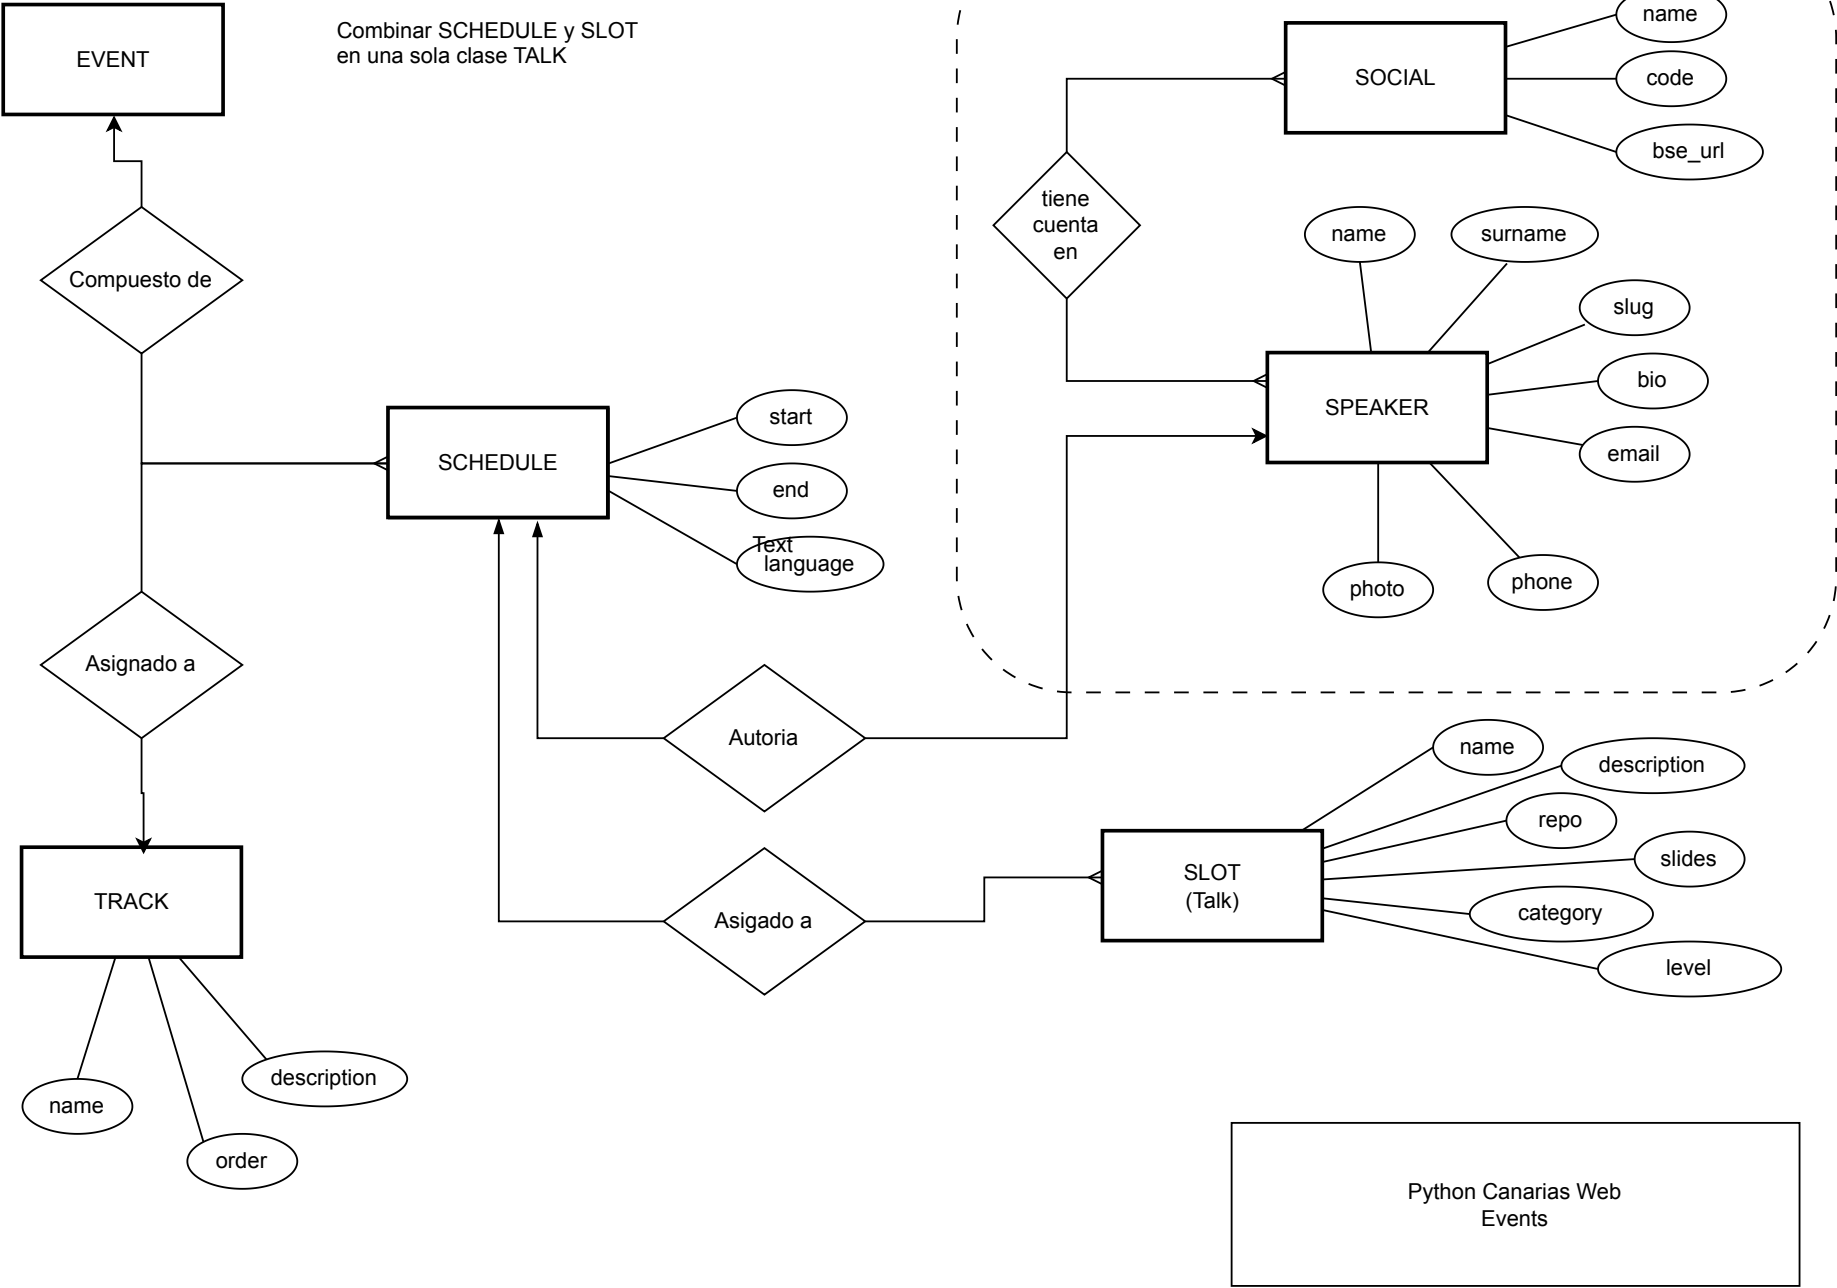 EVENT
Combinar SCHEDULE y SLOT
en una sola clase TALK
name
SOCIAL
code
bse_url
tiene
cuenta
en
name
surname
slug
Compuesto de
bio
SPEAKER
email
start
SCHEDULE
end
Text
language
photo
phone
Asignado a
Autoria
name
description
repo
slides
SLOT
(Talk)
category
level
TRACK
Asigado a
description
name
order
Python Canarias Web
Events